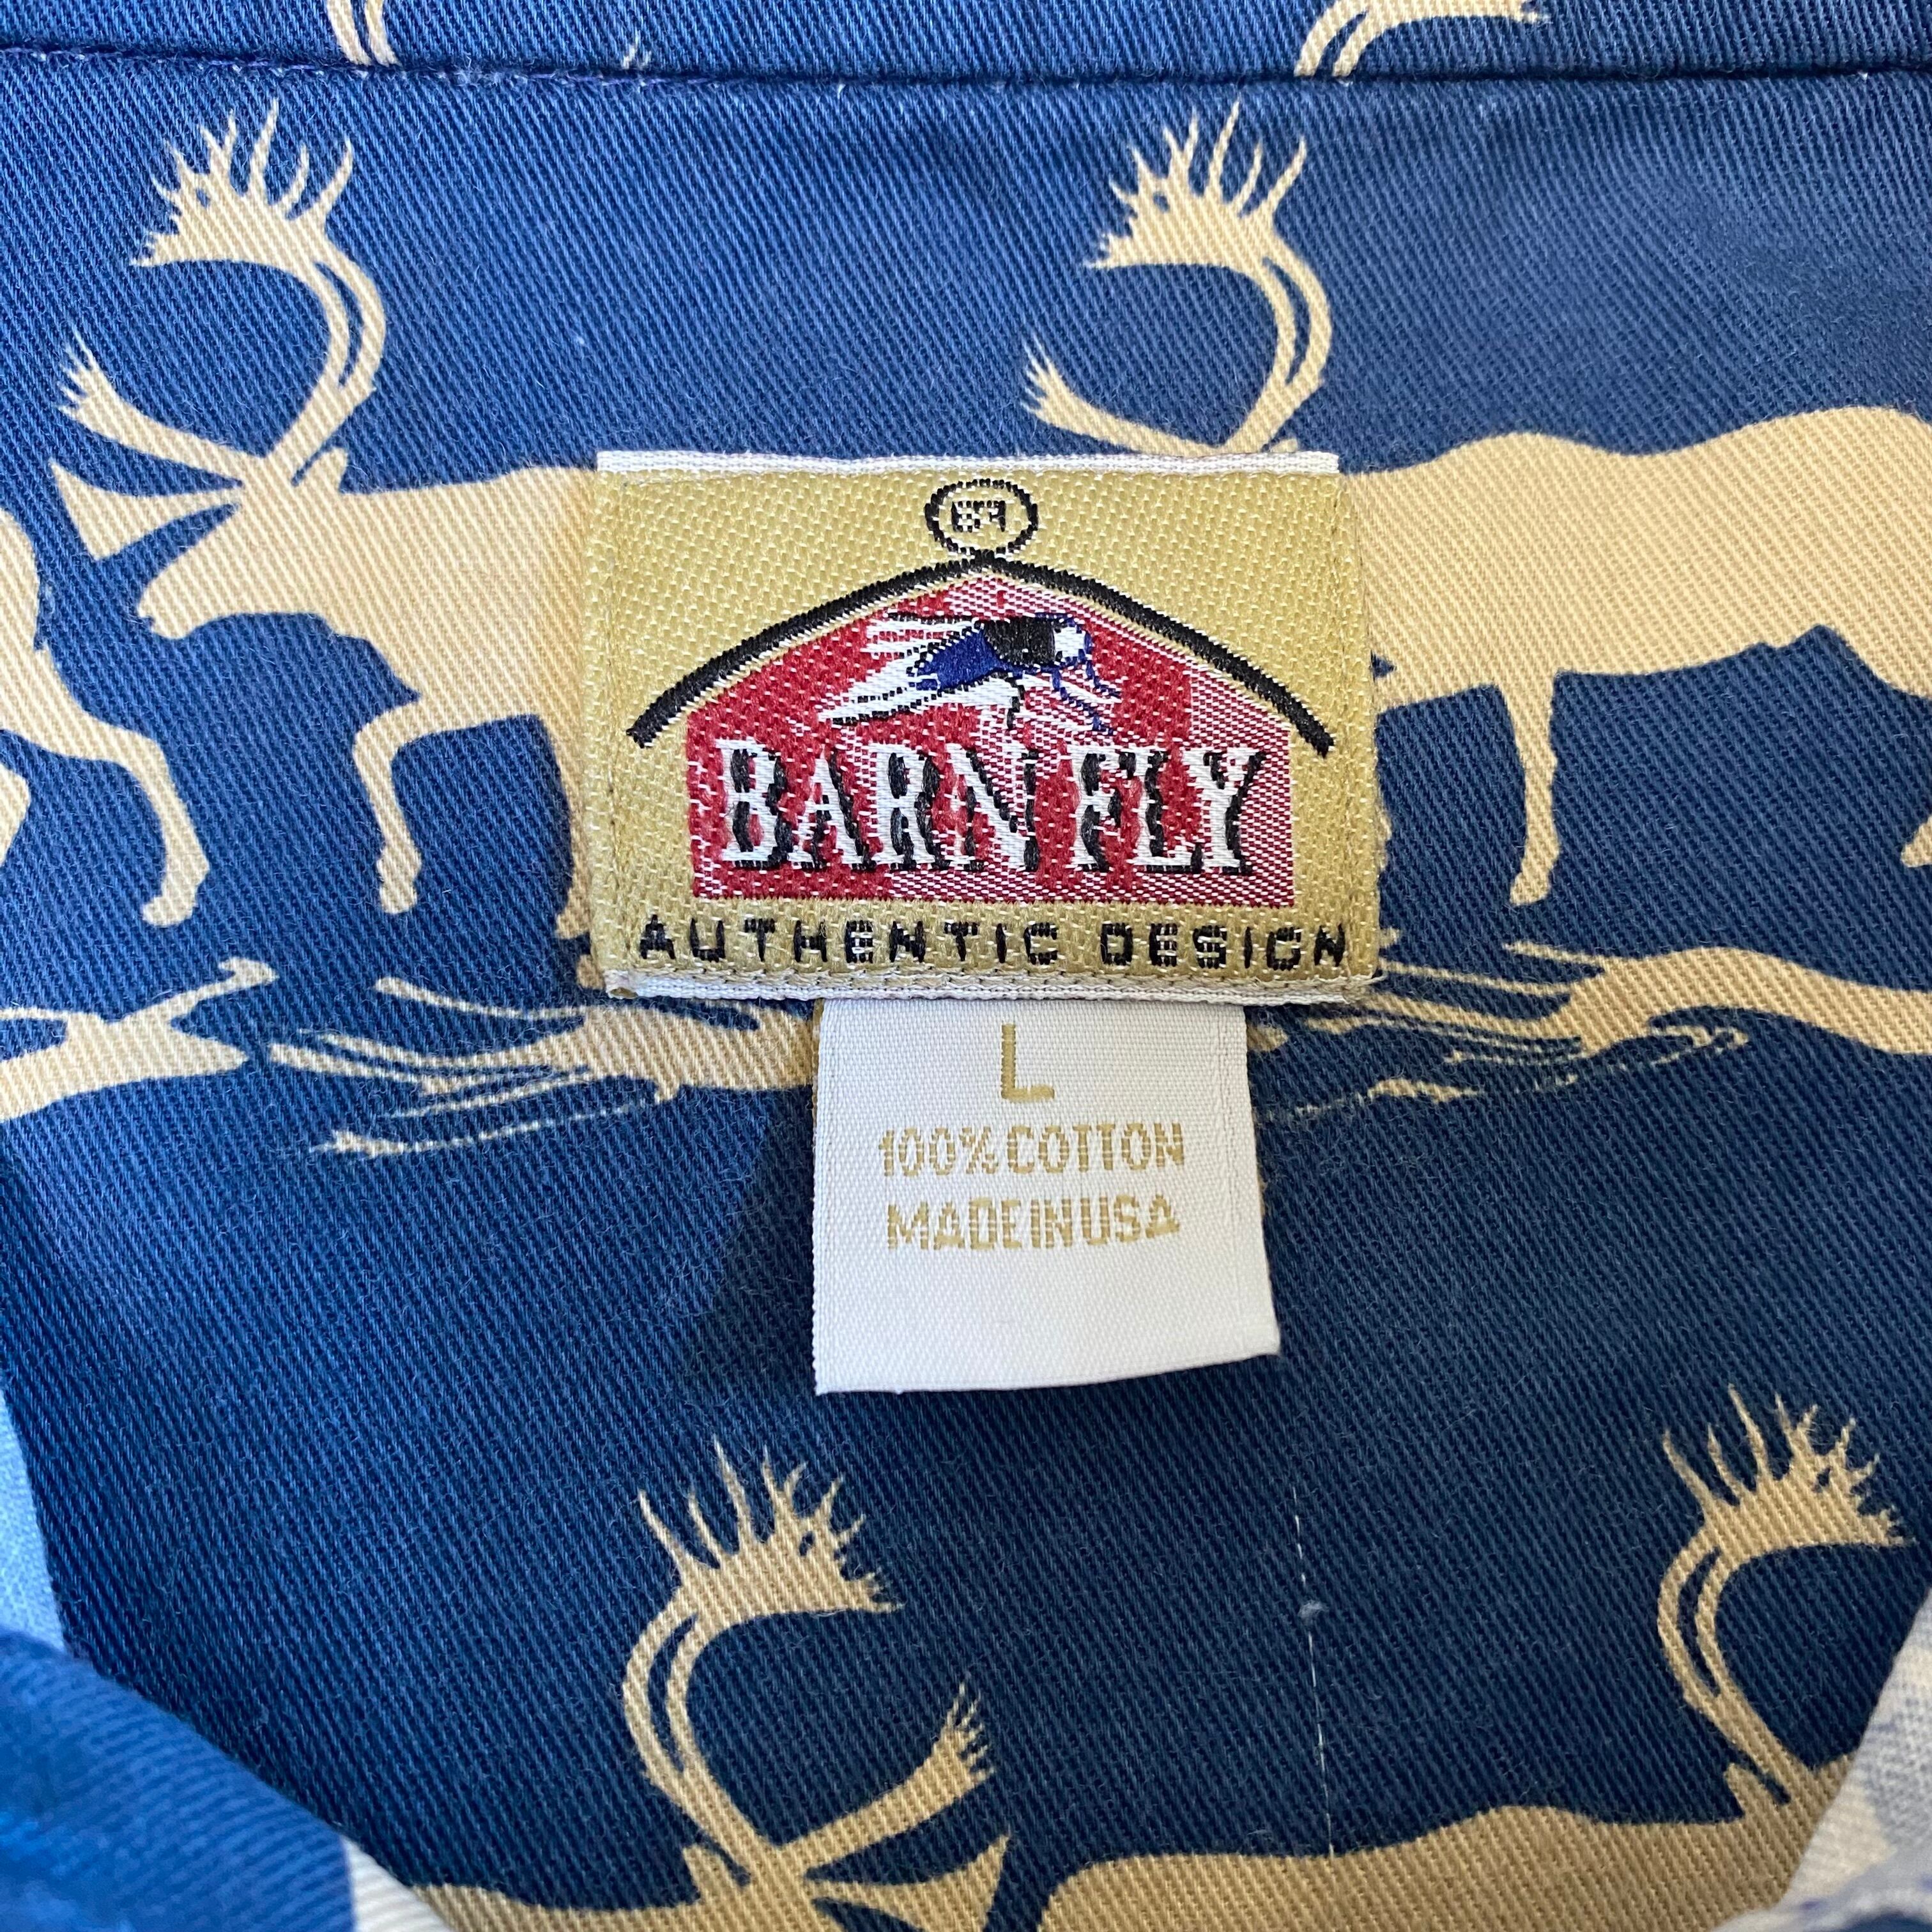 BF
BARN FLY
AUTHENTIC DESIGN
L
100% COTTON
MADE IN USA